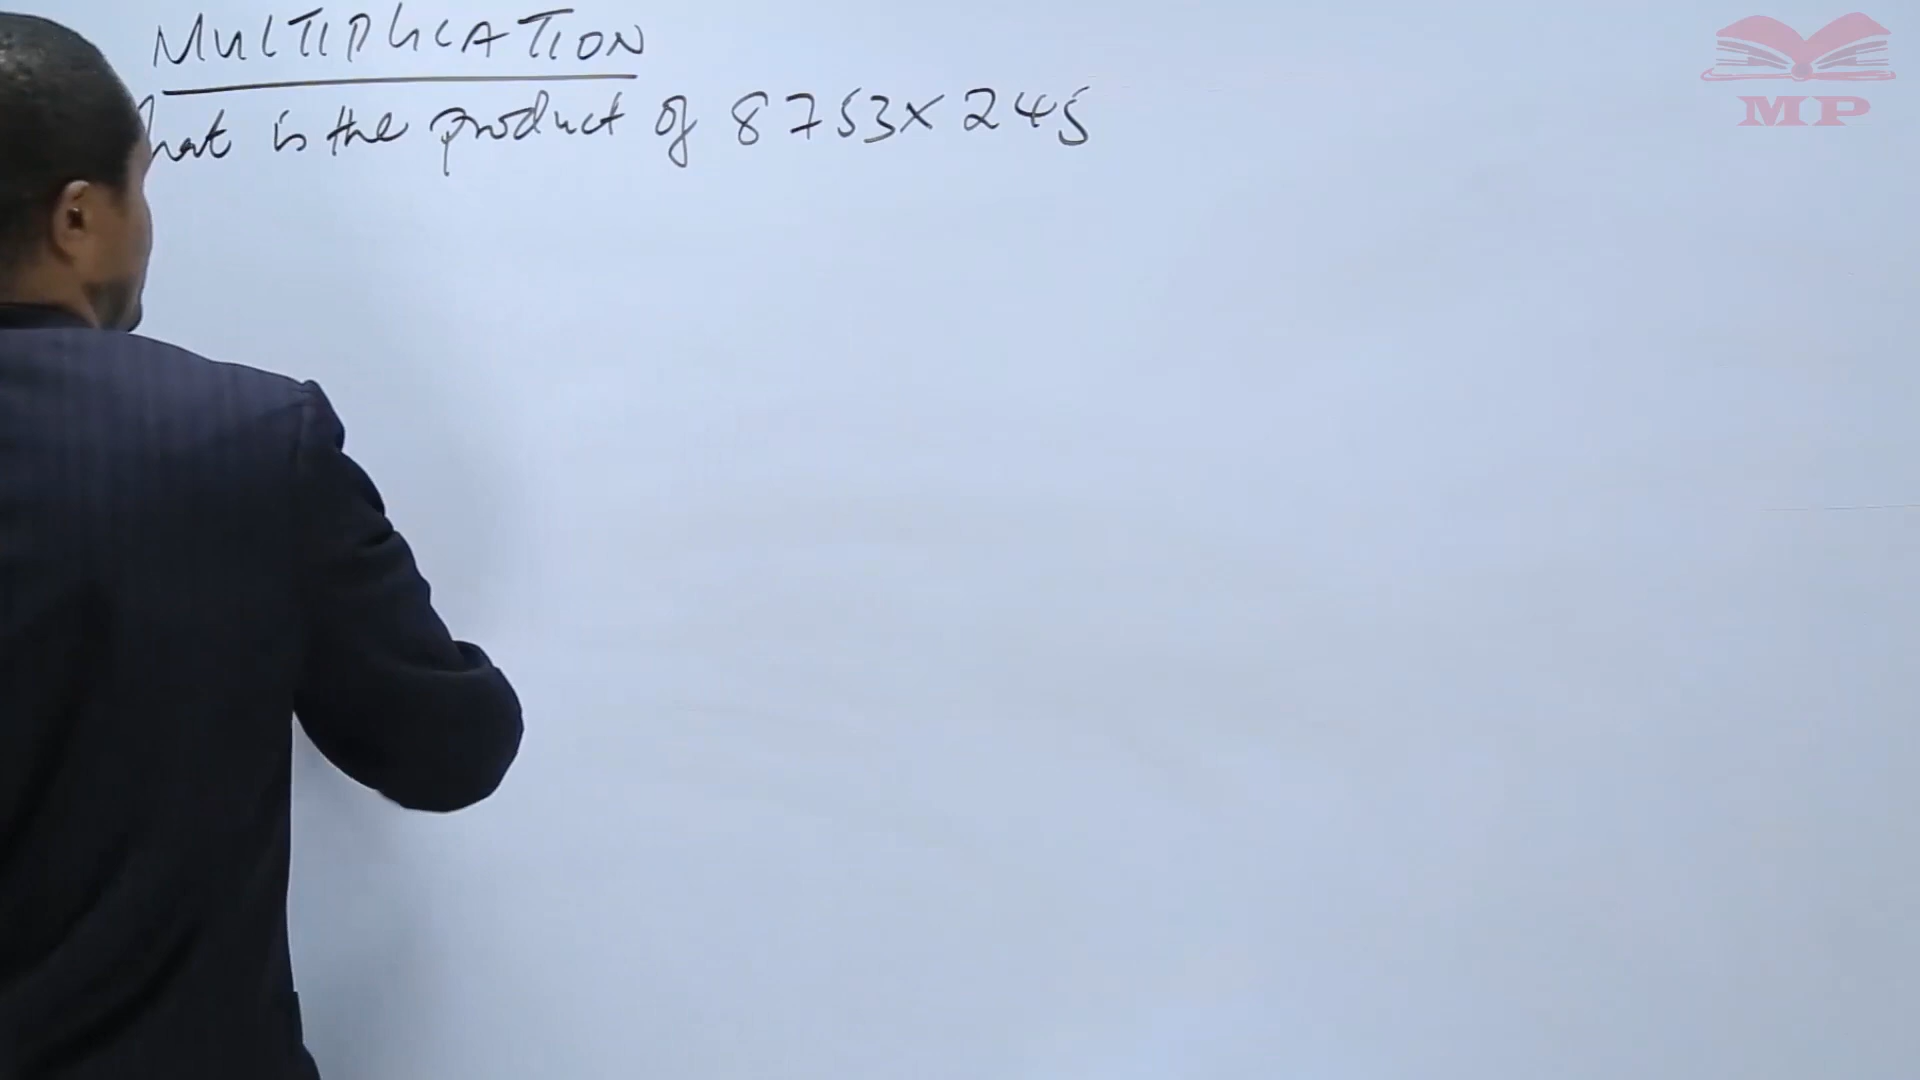 MULTIPLICATION
hat is the product of 8753 x 245
MP